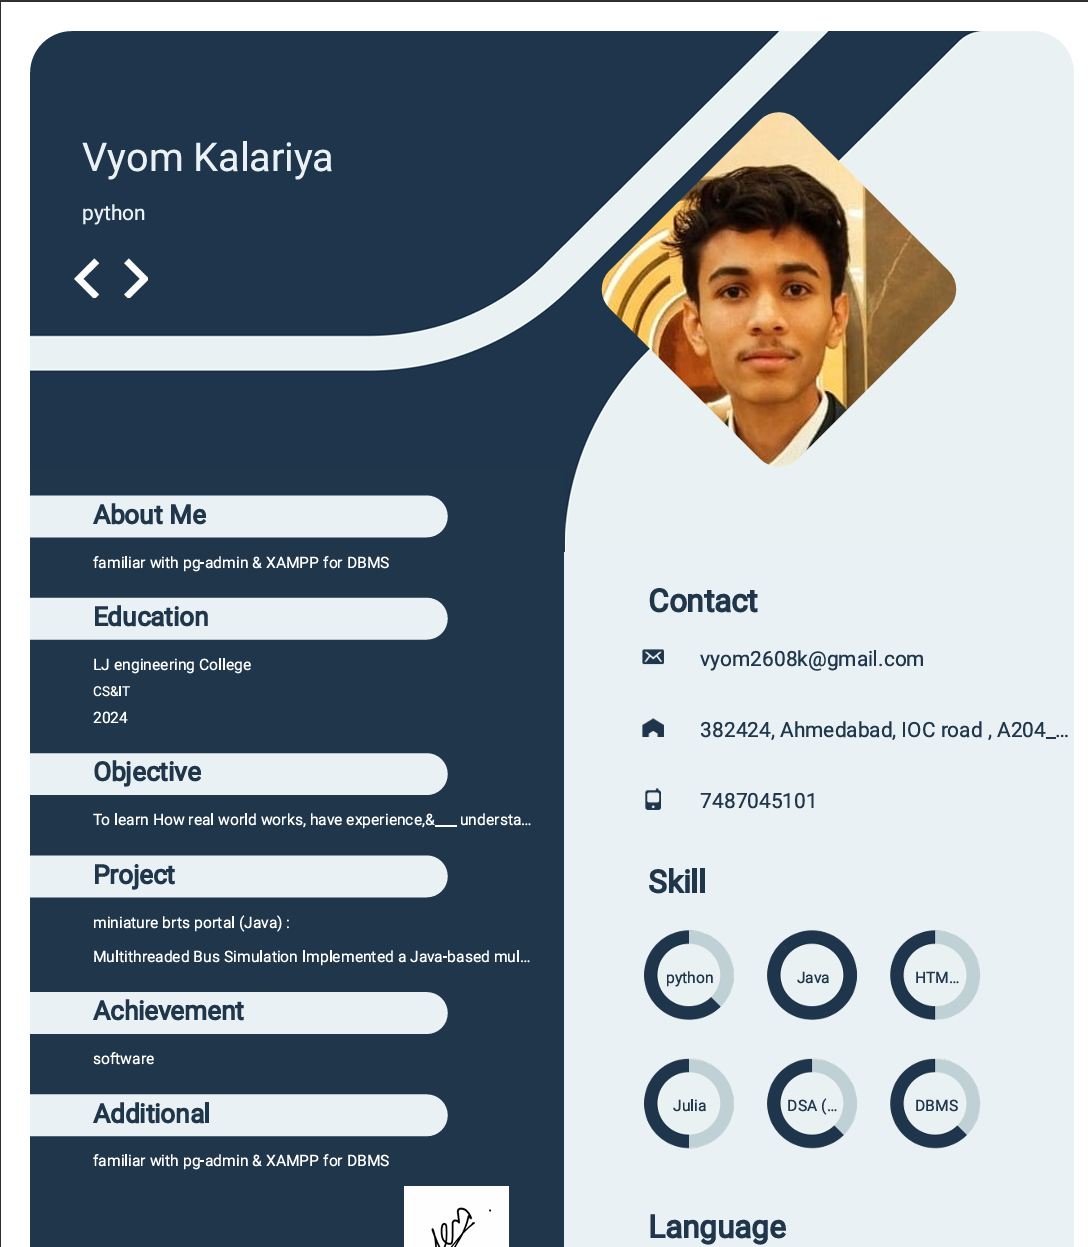 Vyom Kalariya
python
About Me
familiar with pg-admin & XAMPP for DBMS
Education
LJ engineering College
CS&IT
2024
Objective
To learn How real world works, have experience,&___ understa...
Project
miniature brts portal (Java) :
Multithreaded Bus Simulation Implemented a Java-based mul...
Achievement
software
Additional
familiar with pg-admin & XAMPP for DBMS
Contact
vyom2608k@gmail.com
382424, Ahmedabad, IOC road , A204_...
7487045101
Skill
python
Java
HTM...
Julia
DSA (...
DBMS
Language